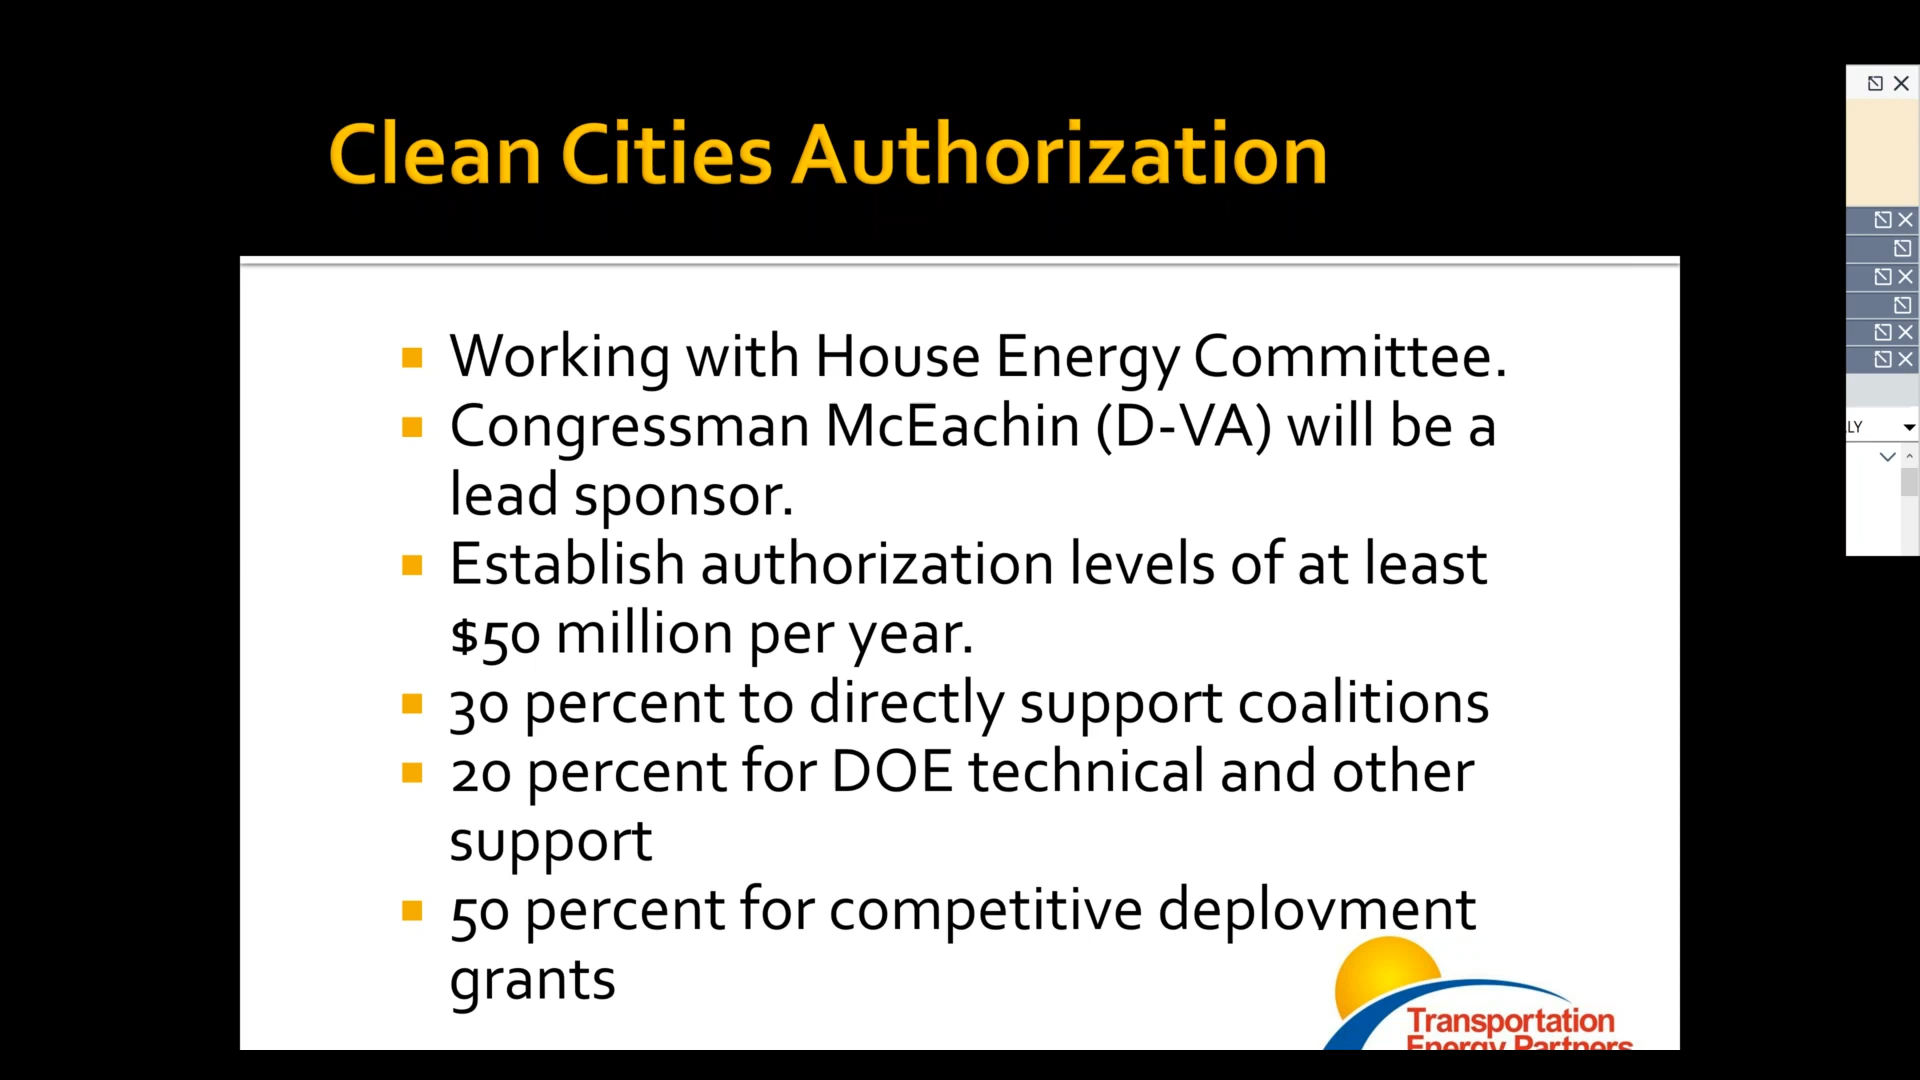 Clean Cities Authorization
Working with House Energy Committee.
Congressman McEachin (D-VA) will be a
lead sponsor.
Establish authorization levels of at least
$50 million per year.
30 percent to directly support coalitions
20 percent for DOE technical and other
support
50 percent for competitive deployment
grants
Transportation
Energy Partners
LY